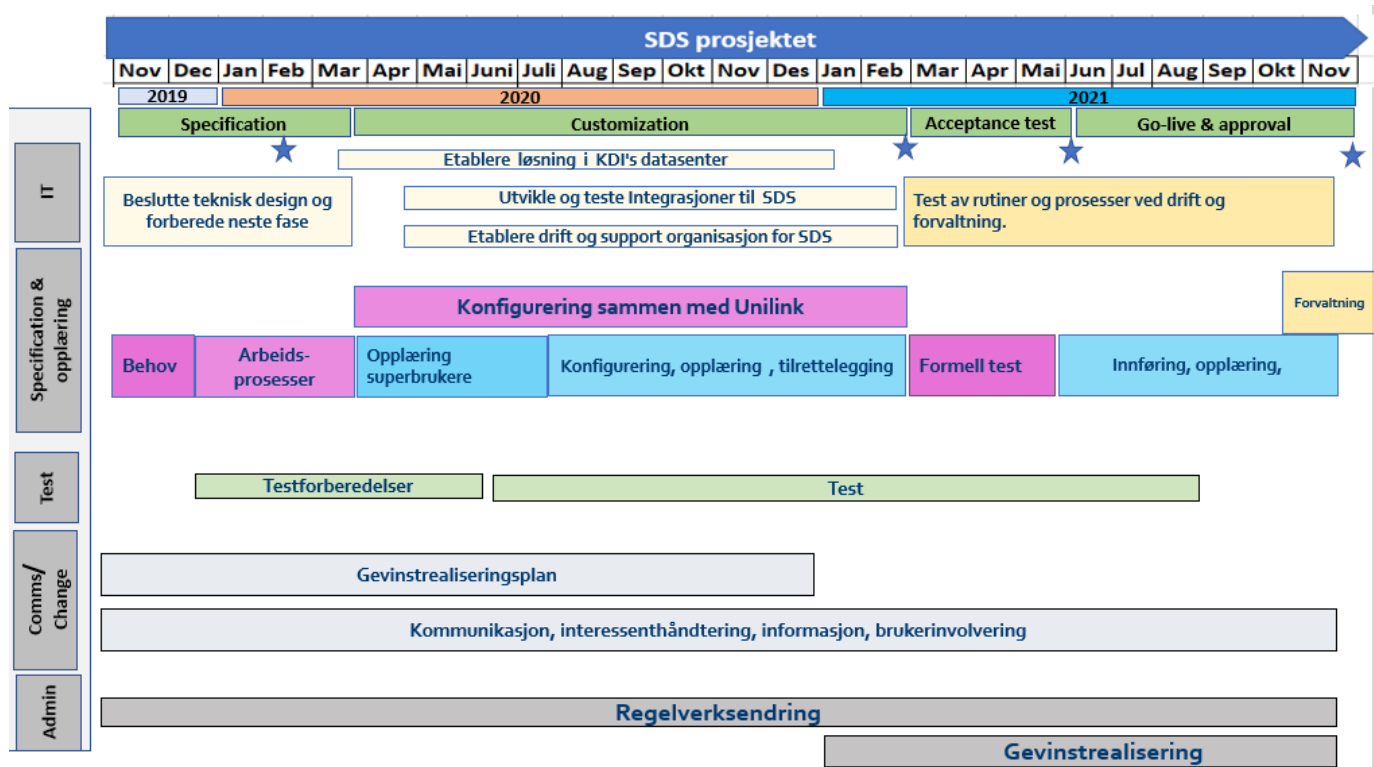 SDS prosjektet
Nov Dec Jan Feb Mar Apr Mai Juni Juli Aug Sep Okt Nov Des Jan Feb Mar Apr Mai Jun Jul Aug Sep Okt Nov
2019 2020 2021
Specification Customization Acceptance test Go-live & approval
IT
Etablere løsning i KDI's datasenter
Beslutte teknisk design og
forberede neste fase
Utvikle og teste Integrasjoner til SDS
Etablere drift og support organisasjon for SDS
Test av rutiner og prosesser ved drift og
forvaltning.
Specification &
opplæring
Konfigurering sammen med Unilink
Forvaltning
Behov
Arbeids-
prosesser
Opplæring
superbrukere
Konfigurering, opplæring , tilrettelegging
Formell test
Innføring, opplæring,
Test
Testforberedelser
Test
Comms/
Change
Gevinstrealiseringsplan
Kommunikasjon, interessenthåndtering, informasjon, brukerinvolvering
Admin
Regelverksendring
Gevinstrealisering